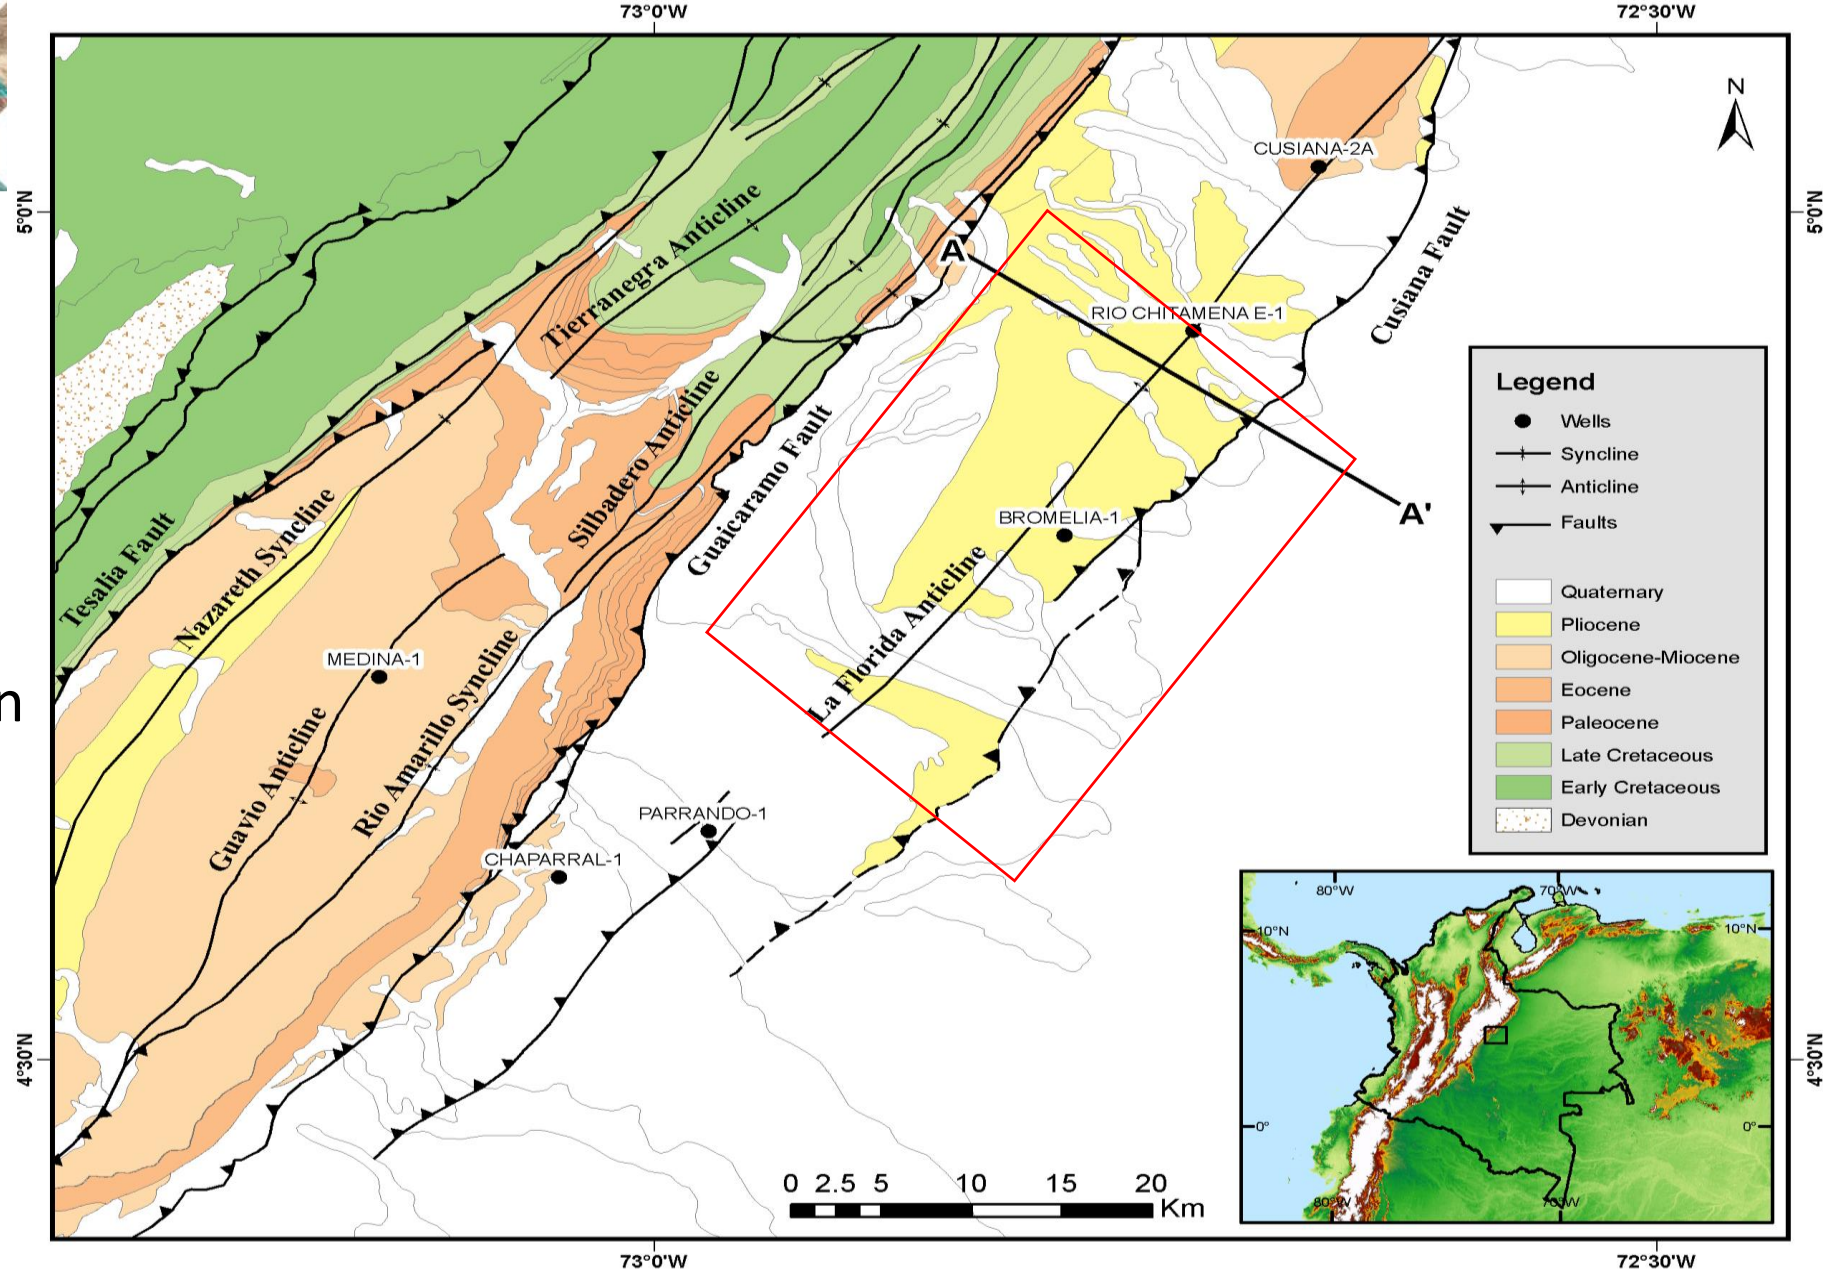 73°0'W
72°30'W
N
5°0'N
5°0'N
CUSIANA-2A
Tierranegra Anticline
A
Cusiana Fault
RIO CHITAMENA E-1
Legend
Wells
Syncline
Anticline
Faults
Quaternary
Pliocene
Oligocene-Miocene
Eocene
Paleocene
Late Cretaceous
Early Cretaceous
Devonian
Silbadero Anticline
Guaicaramo Fault
A'
BROMELIA-1
Tesalia Fault
Nazareth Syncline
La Florida Anticline
MEDINA-1
n
Rio Amarillo Syncline
Guavio Anticline
PARRANDO-1
CHAPARRAL-1
80°W
70°W
10°N
10°N
0°
0°
80°W
70°W
4°30'N
4°30'N
0 2.5 5 10 15 20
Km
73°0'W
72°30'W